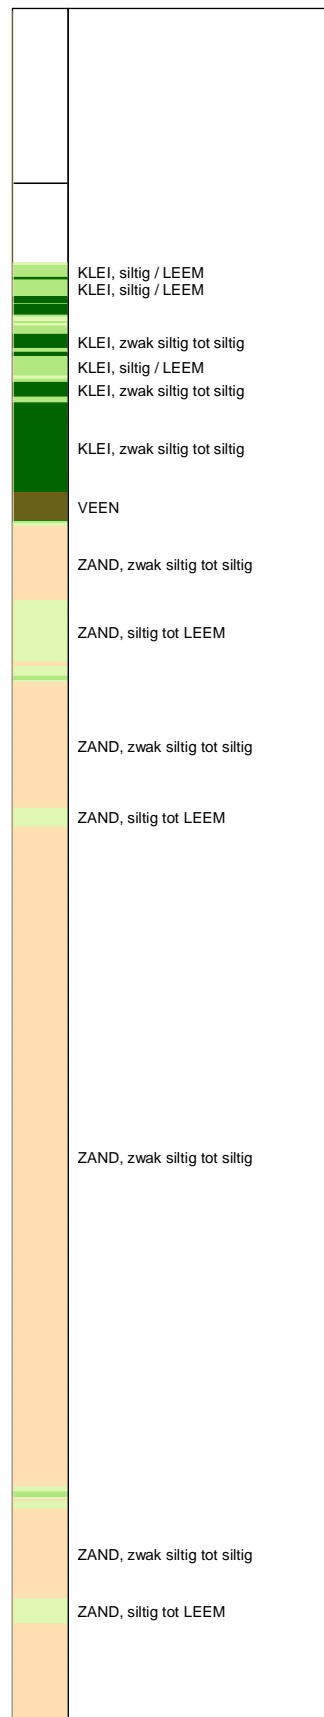 KLEI, siltig / LEEM
KLEI, siltig / LEEM
KLEI, zwak siltig tot siltig
KLEI, siltig / LEEM
KLEI, zwak siltig tot siltig
KLEI, zwak siltig tot siltig
VEEN
ZAND, zwak siltig tot siltig
ZAND, siltig tot LEEM
ZAND, zwak siltig tot siltig
ZAND, siltig tot LEEM
ZAND, zwak siltig tot siltig
ZAND, zwak siltig tot siltig
ZAND, siltig tot LEEM